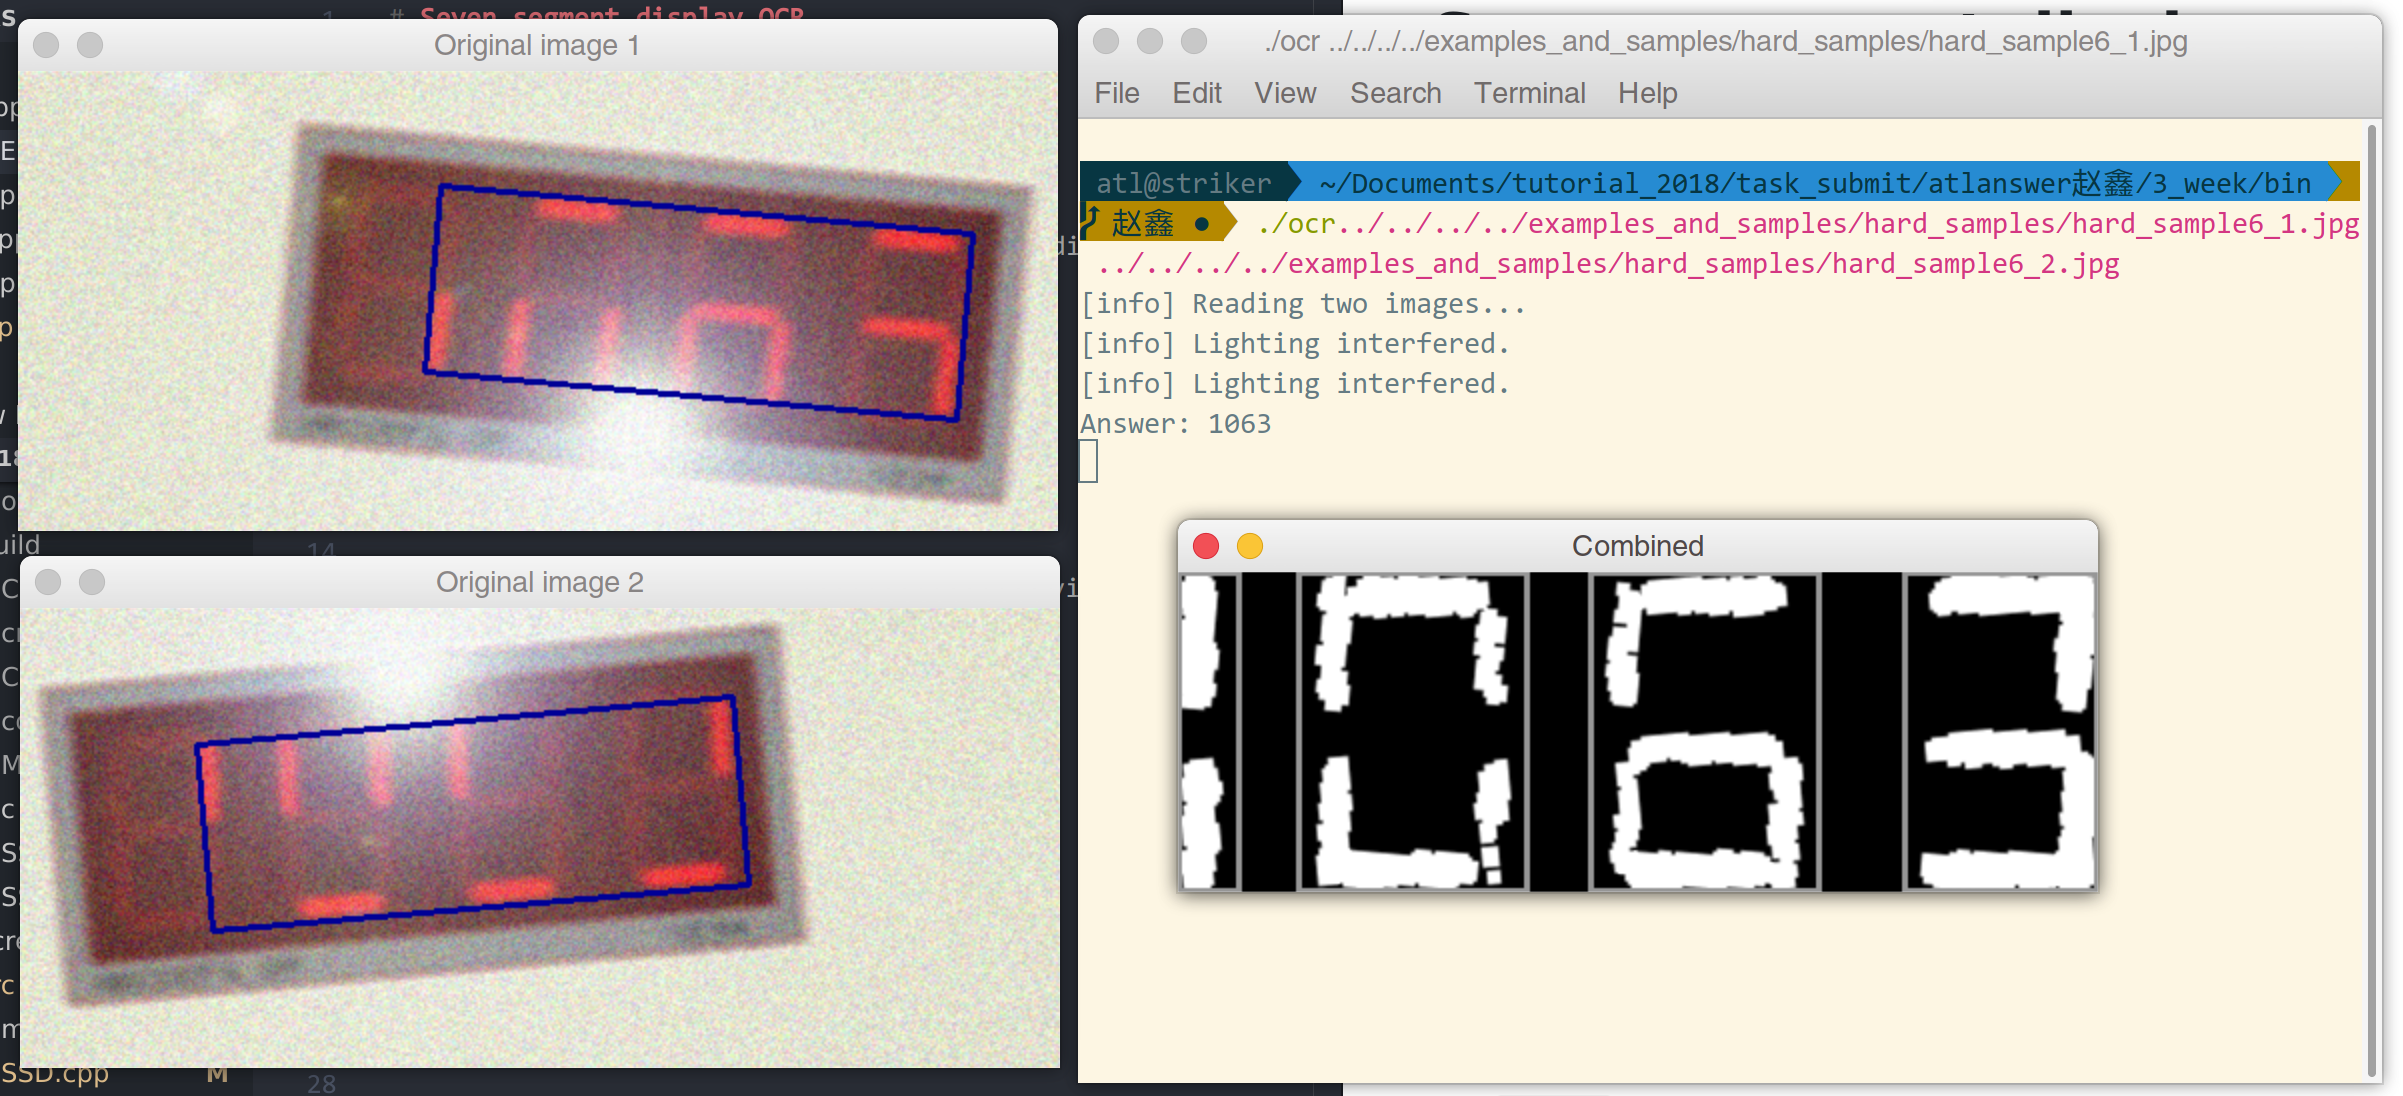 # Seven segment display OCR
Original image 1
Original image 2
14
28
uild
SSD.cpp M
./ocr ../../../../examples_and_samples/hard_samples/hard_sample6_1.jpg
File Edit View Search Terminal Help
atl@striker ~/Documents/tutorial_2018/task_submit/atlanswer赵鑫/3_week/bin
赵鑫 ● ./ocr../../../../examples_and_samples/hard_samples/hard_sample6_1.jpg
../../../../examples_and_samples/hard_samples/hard_sample6_2.jpg
[info] Reading two images...
[info] Lighting interfered.
[info] Lighting interfered.
Answer: 1063
Combined
1063